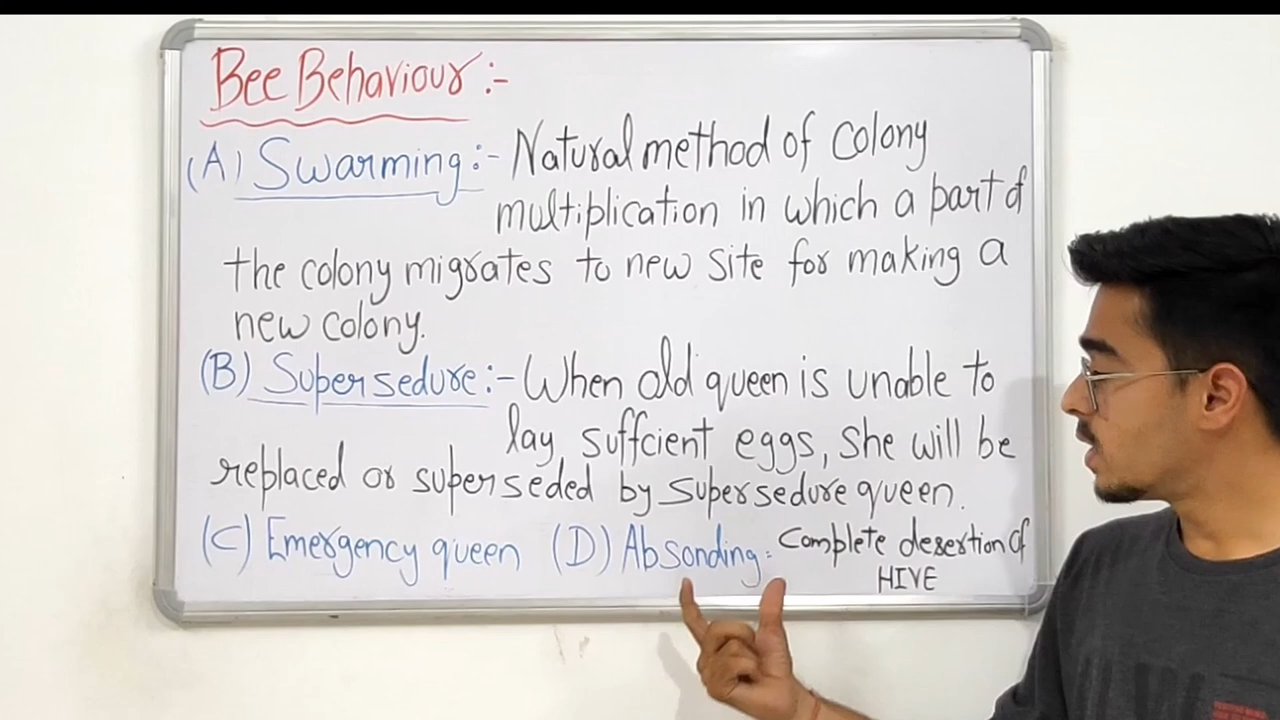 Bee Behaviour:-
(A) Swarming:- Natural method of colony
multiplication in which a part of
the colony migrates to new site for making a
new colony.
(B) Supersedure:- When old queen is unable to
lay suffcient eggs, she will be
replaced or superseded by supersedure queen.
(C) Emergency queen (D) Absonding = Complete desertion of
HIVE